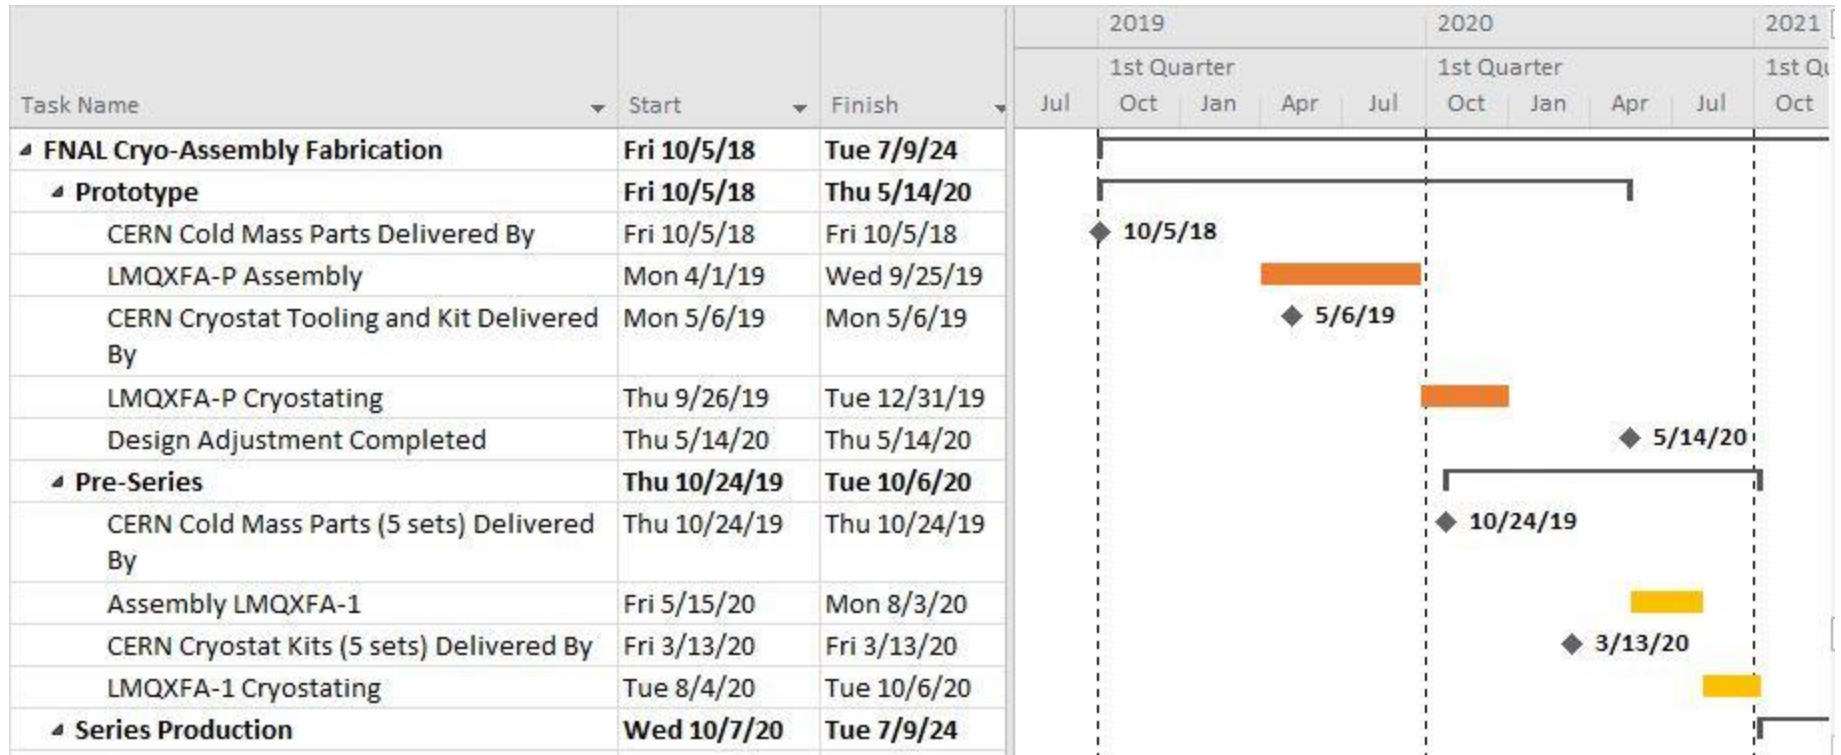 2019 2020 2021
1st Quarter 1st Quarter 1st Qu
Task Name Start Finish Jul Oct Jan Apr Jul Oct Jan Apr Jul Oct
FNAL Cryo-Assembly Fabrication Fri 10/5/18 Tue 7/9/24
Prototype Fri 10/5/18 Thu 5/14/20
CERN Cold Mass Parts Delivered By Fri 10/5/18 Fri 10/5/18 10/5/18
LMQXFA-P Assembly Mon 4/1/19 Wed 9/25/19
CERN Cryostat Tooling and Kit Delivered Mon 5/6/19 Mon 5/6/19 5/6/19
By
LMQXFA-P Cryostating Thu 9/26/19 Tue 12/31/19
Design Adjustment Completed Thu 5/14/20 Thu 5/14/20 5/14/20
Pre-Series Thu 10/24/19 Tue 10/6/20
CERN Cold Mass Parts (5 sets) Delivered Thu 10/24/19 Thu 10/24/19 10/24/19
By
Assembly LMQXFA-1 Fri 5/15/20 Mon 8/3/20
CERN Cryostat Kits (5 sets) Delivered By Fri 3/13/20 Fri 3/13/20 3/13/20
LMQXFA-1 Cryostating Tue 8/4/20 Tue 10/6/20
Series Production Wed 10/7/20 Tue 7/9/24